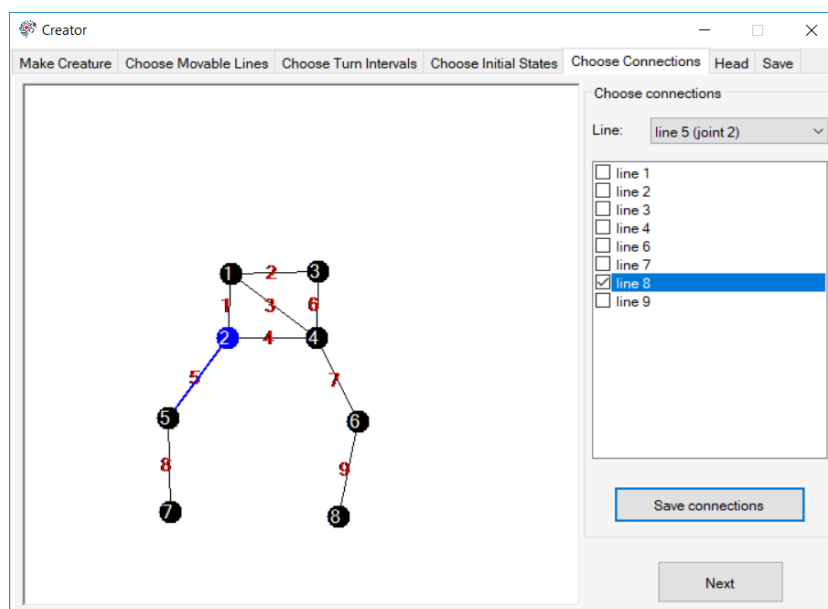 Creator
Make Creature Choose Movable Lines Choose Turn Intervals Choose Initial States Choose Connections Head Save
Choose connections
Line: line 5 (joint 2)
line 1
line 2
line 3
line 4
line 6
line 7
line 8
line 9
Save connections
Next
1 2 3
1 3 6
2 4 4
5 7
5 6
8 9
7 8